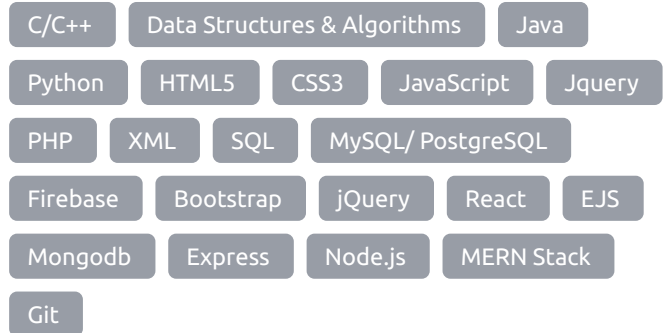 C/C++ Data Structures & Algorithms Java
Python HTML5 CSS3 JavaScript Jquery
PHP XML SQL MySQL/ PostgreSQL
Firebase Bootstrap jQuery React EJS
Mongodb Express Node.js MERN Stack
Git